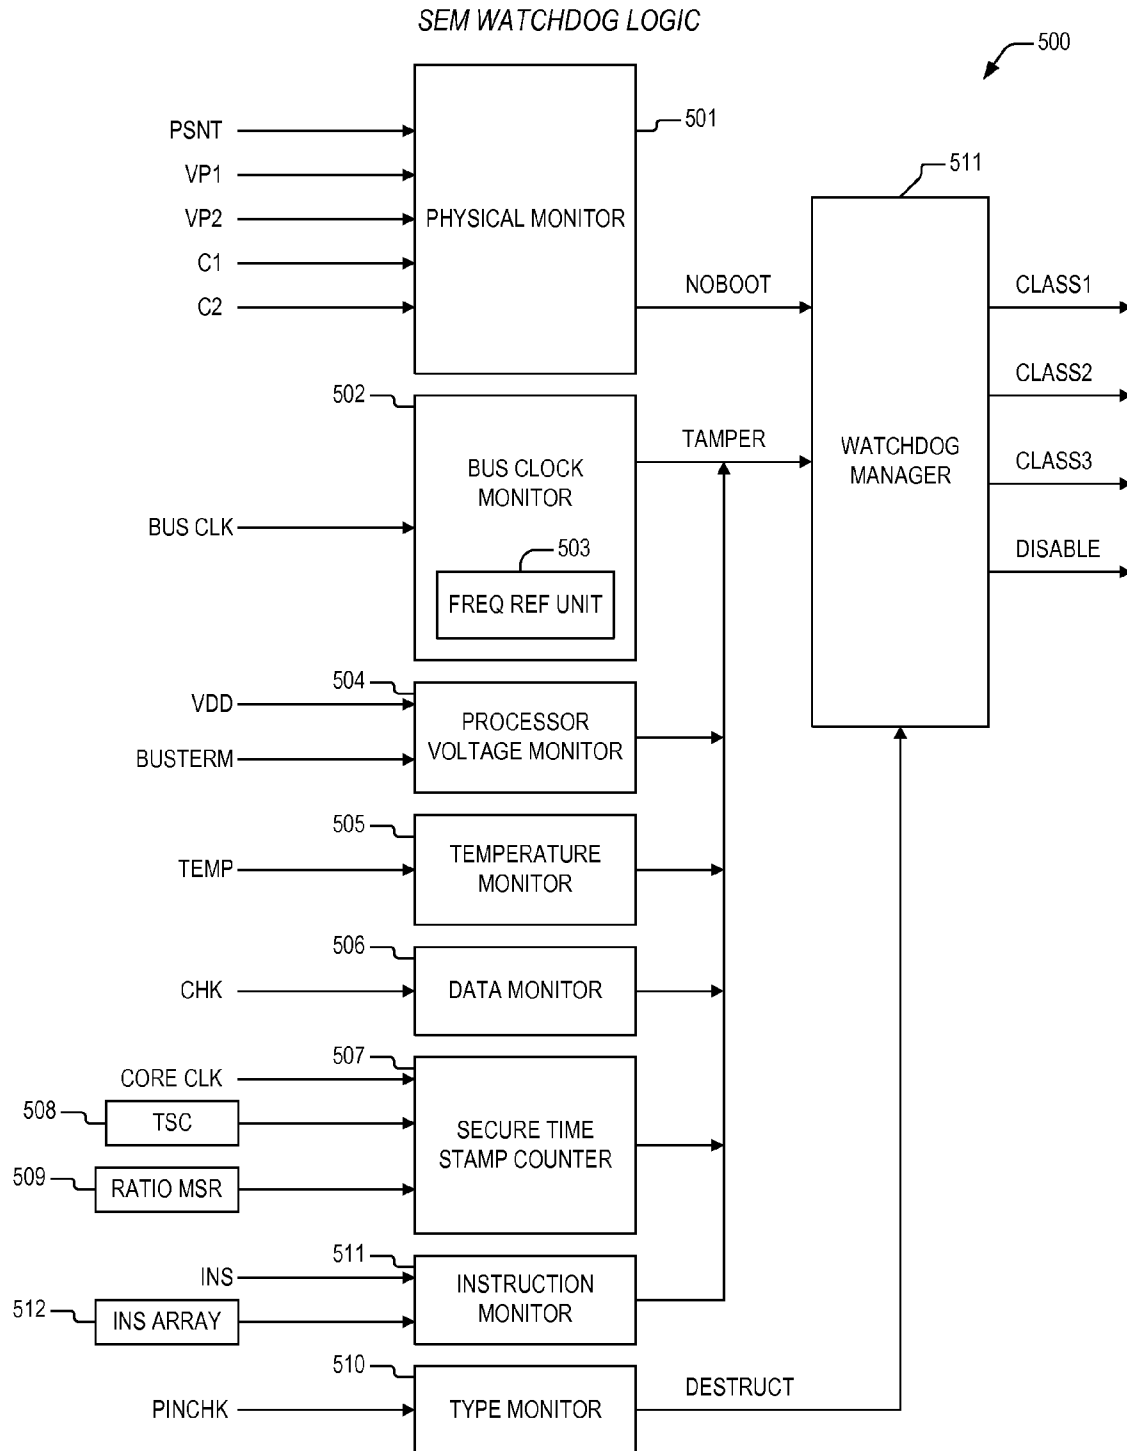 SEM WATCHDOG LOGIC
500
PSNT
VP1
VP2
C1
C2
PHYSICAL MONITOR
501
NOBOOT
511
WATCHDOG
MANAGER
CLASS1
CLASS2
CLASS3
DISABLE
502
BUS CLK
BUS CLOCK
MONITOR
503
FREQ REF UNIT
TAMPER
504
VDD
BUSTERM
PROCESSOR
VOLTAGE MONITOR
505
TEMP
TEMPERATURE
MONITOR
506
CHK
DATA MONITOR
507
CORE CLK
508
TSC
509
RATIO MSR
SECURE TIME
STAMP COUNTER
511
INS
512
INS ARRAY
INSTRUCTION
MONITOR
510
PINCHK
TYPE MONITOR
DESTRUCT